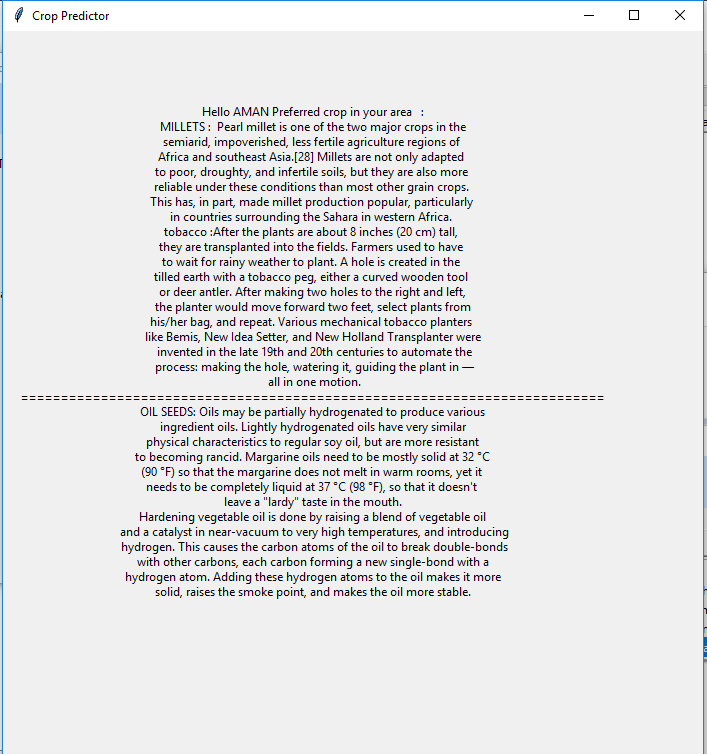 Crop Predictor
Hello AMAN Preferred crop in your area   :
MILLETS :  Pearl millet is one of the two major crops in the
semiarid, impoverished, less fertile agriculture regions of
Africa and southeast Asia.[28] Millets are not only adapted
to poor, droughty, and infertile soils, but they are also more
reliable under these conditions than most other grain crops.
This has, in part, made millet production popular, particularly
in countries surrounding the Sahara in western Africa.
tobacco :After the plants are about 8 inches (20 cm) tall,
they are transplanted into the fields. Farmers used to have
to wait for rainy weather to plant. A hole is created in the
tilled earth with a tobacco peg, either a curved wooden tool
or deer antler. After making two holes to the right and left,
the planter would move forward two feet, select plants from
his/her bag, and repeat. Various mechanical tobacco planters
like Bemis, New Idea Setter, and New Holland Transplanter were
invented in the late 19th and 20th centuries to automate the
process: making the hole, watering it, guiding the plant in —
all in one motion.
=========================================================================
OIL SEEDS: Oils may be partially hydrogenated to produce various
ingredient oils. Lightly hydrogenated oils have very similar
physical characteristics to regular soy oil, but are more resistant
to becoming rancid. Margarine oils need to be mostly solid at 32 °C
(90 °F) so that the margarine does not melt in warm rooms, yet it
needs to be completely liquid at 37 °C (98 °F), so that it doesn't
leave a "lardy" taste in the mouth.
Hardening vegetable oil is done by raising a blend of vegetable oil
and a catalyst in near-vacuum to very high temperatures, and introducing
hydrogen. This causes the carbon atoms of the oil to break double-bonds
with other carbons, each carbon forming a new single-bond with a
hydrogen atom. Adding these hydrogen atoms to the oil makes it more
solid, raises the smoke point, and makes the oil more stable.